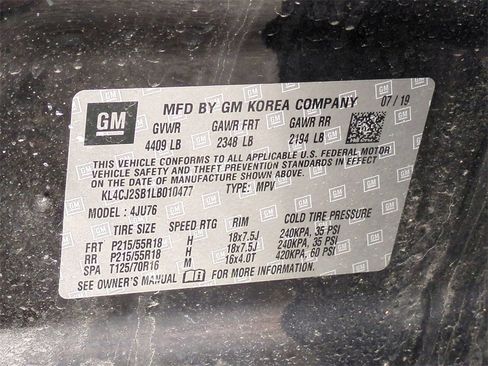 GM MFD BY GM KOREA COMPANY 07/19
GVWR GAWR FRT GAWR RR
4409 LB 2348 LB 2194 LB
THIS VEHICLE CONFORMS TO ALL APPLICABLE U.S. FEDERAL MOTOR
VEHICLE SAFETY AND THEFT PREVENTION STANDARDS IN EFFECT
ON THE DATE OF MANUFACTURE SHOWN ABOVE.
KL4CJ2SB1LB010477 TYPE: MPV
MODEL: 4JU76
TIRE SIZE SPEED RTG RIM COLD TIRE PRESSURE
FRT P215/55R18 H 18x7.5J 240KPA, 35 PSI
RR P215/55R18 H 18x7.5J 240KPA, 35 PSI
SPA T125/70R16 M 16x4.0T 420KPA, 60 PSI
SEE OWNER'S MANUAL FOR MORE INFORMATION